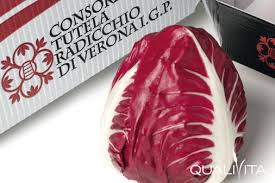 CONSOR
TUTELA
RADICCHIO
DI VERONA I.G.P.
QUALIVITA